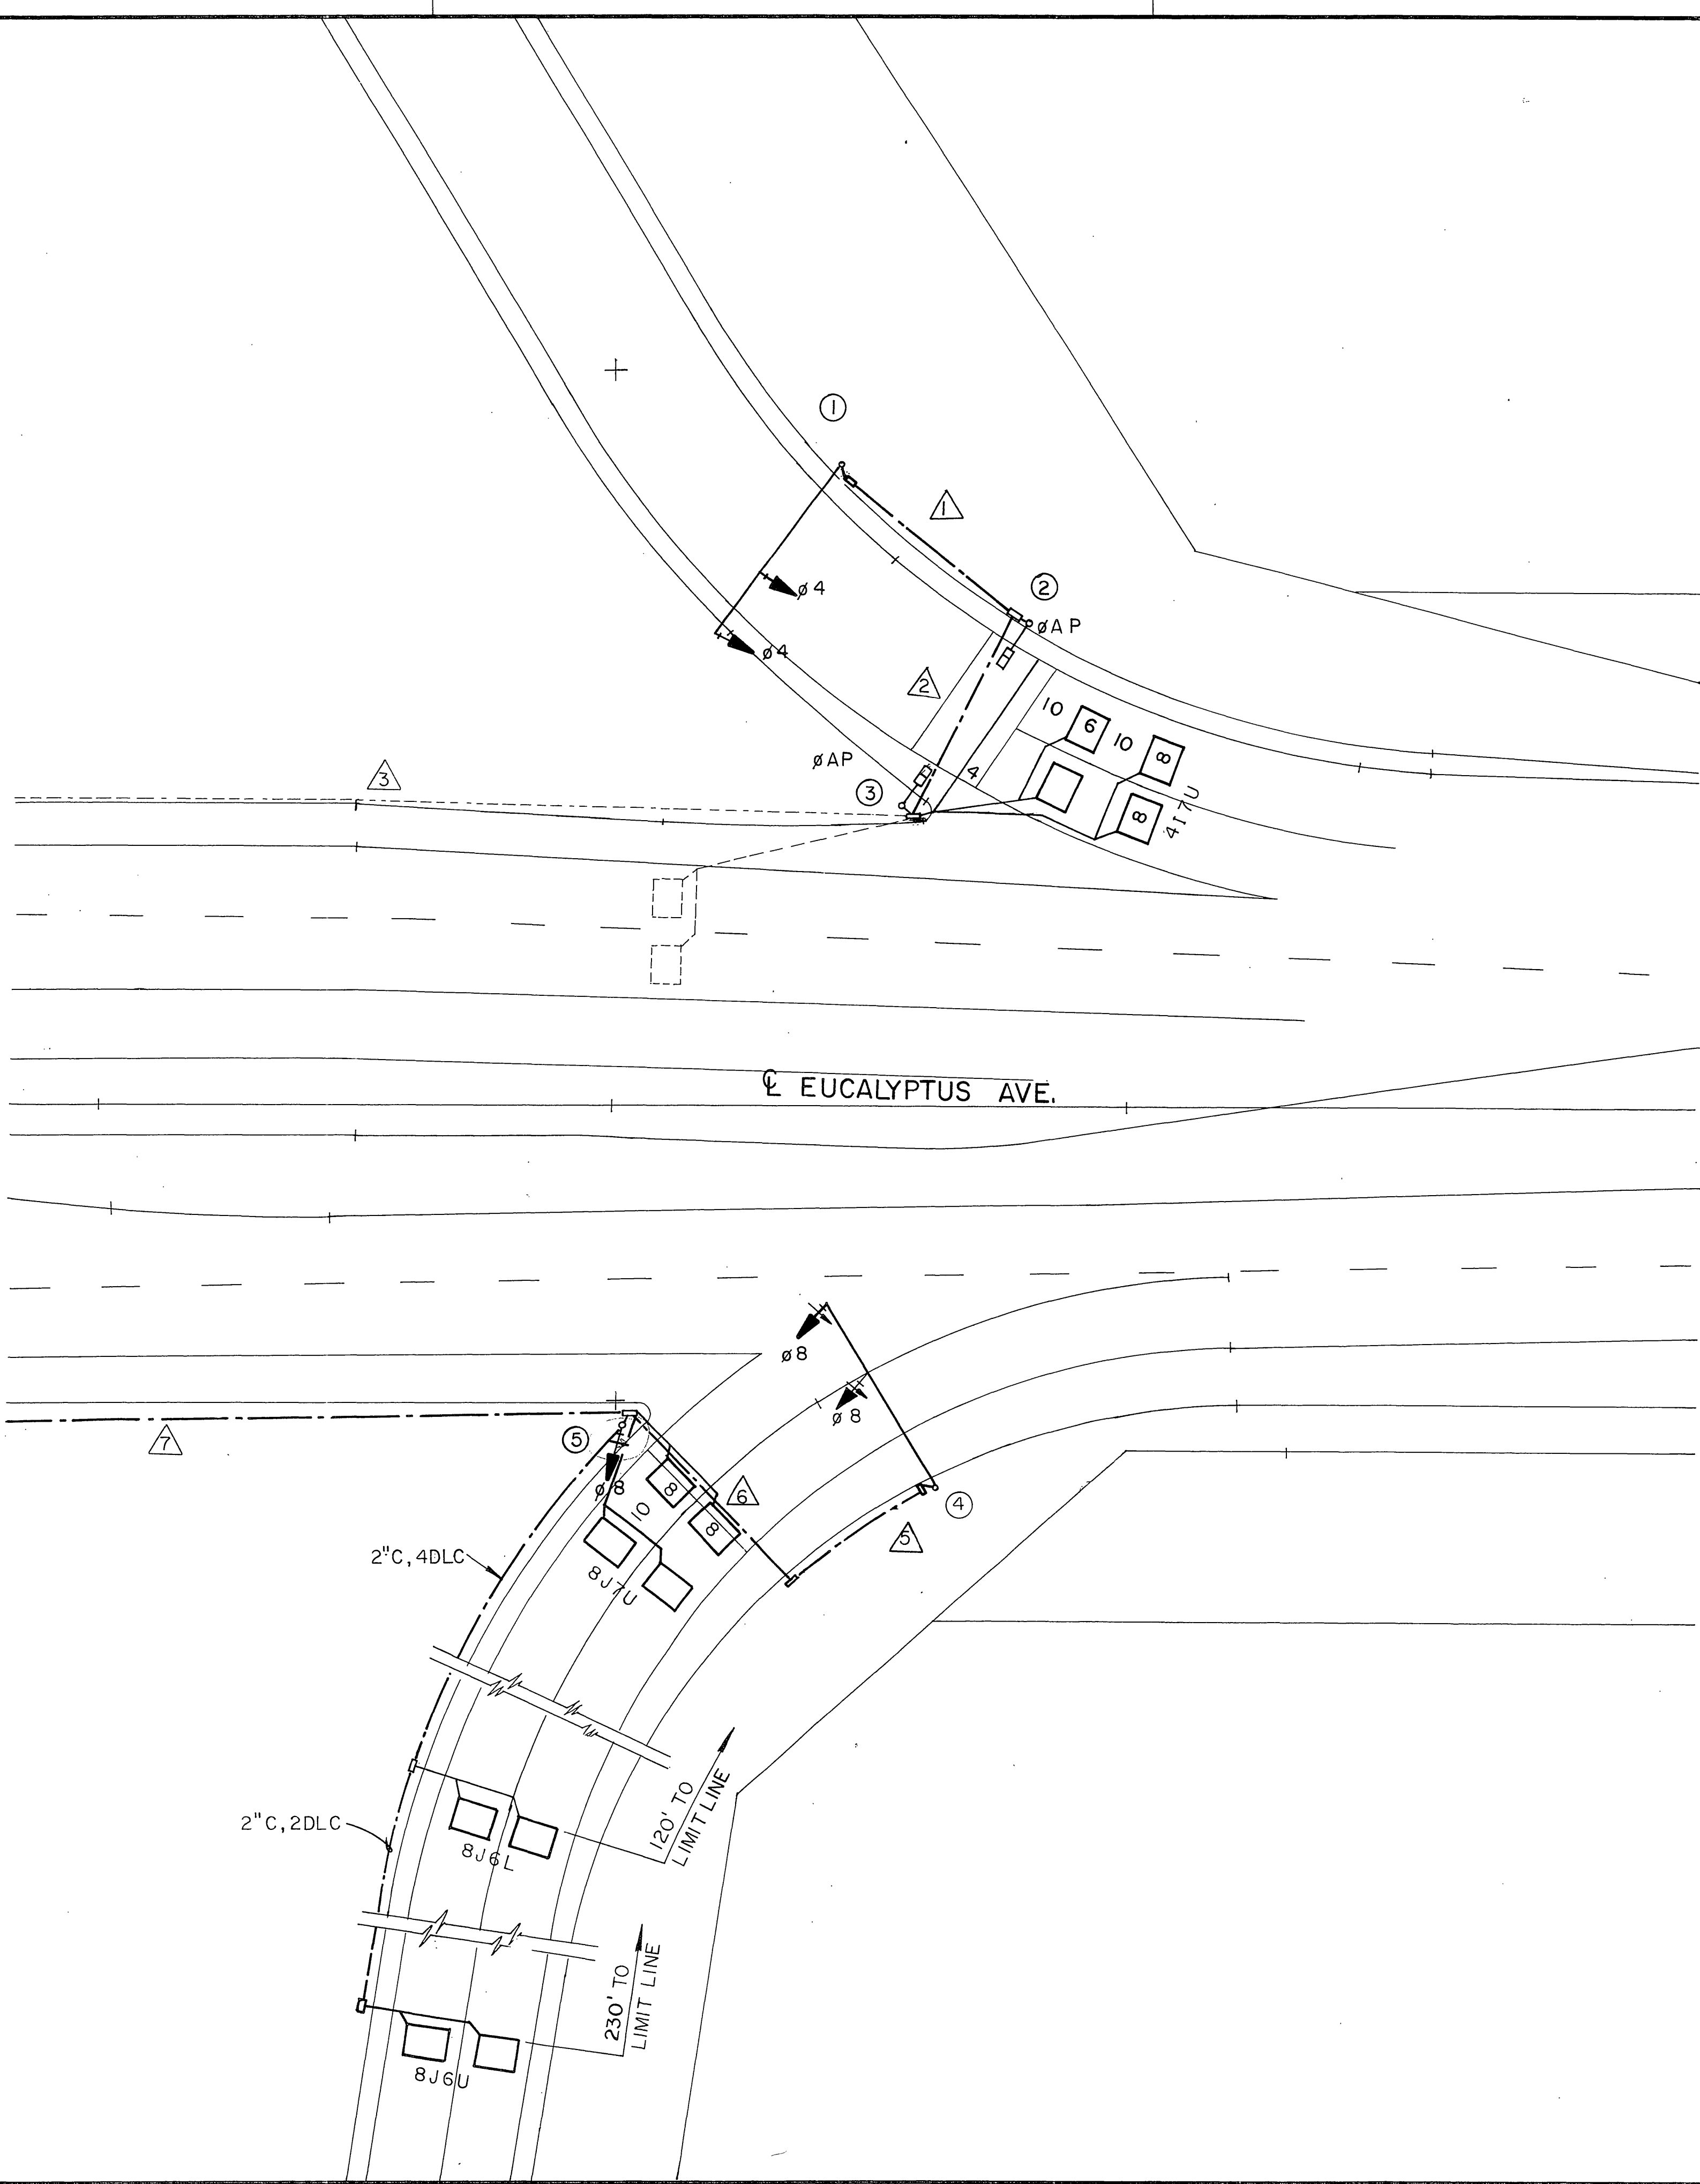 1
1
ø4
ø4
2
øAP
2
øAP
3
3
4
10
6
10
8
8
4I7U
℄ EUCALYPTUS AVE.
ø8
ø8
4
5
5
7
ø8
10
8
8
6
8J7U
2"C,4DLC
2"C,2DLC
8J6L
120' TO
LIMIT LINE
230' TO
LIMIT LINE
8J6U